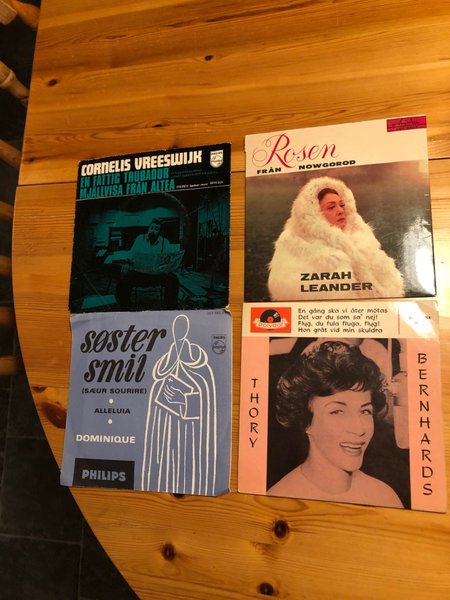 CORNELIS VREESWIJK
EN FATTIG TRUBADUR
MJÄLLVISA FRÅN ALTEA
PHILIPS
Rosen
FRÅN NOWGOROD
ZARAH
LEANDER
søster
smil
(SÆUR SOURIRE)
ALLELUIA
DOMINIQUE
PHILIPS
PHILIPS
En gång ska vi åter mötas
Det var du som sa' nej!
Flyg, du fula fluga, flyg!
Hon gråt vid min skuldra
THORY
BERNHARDS